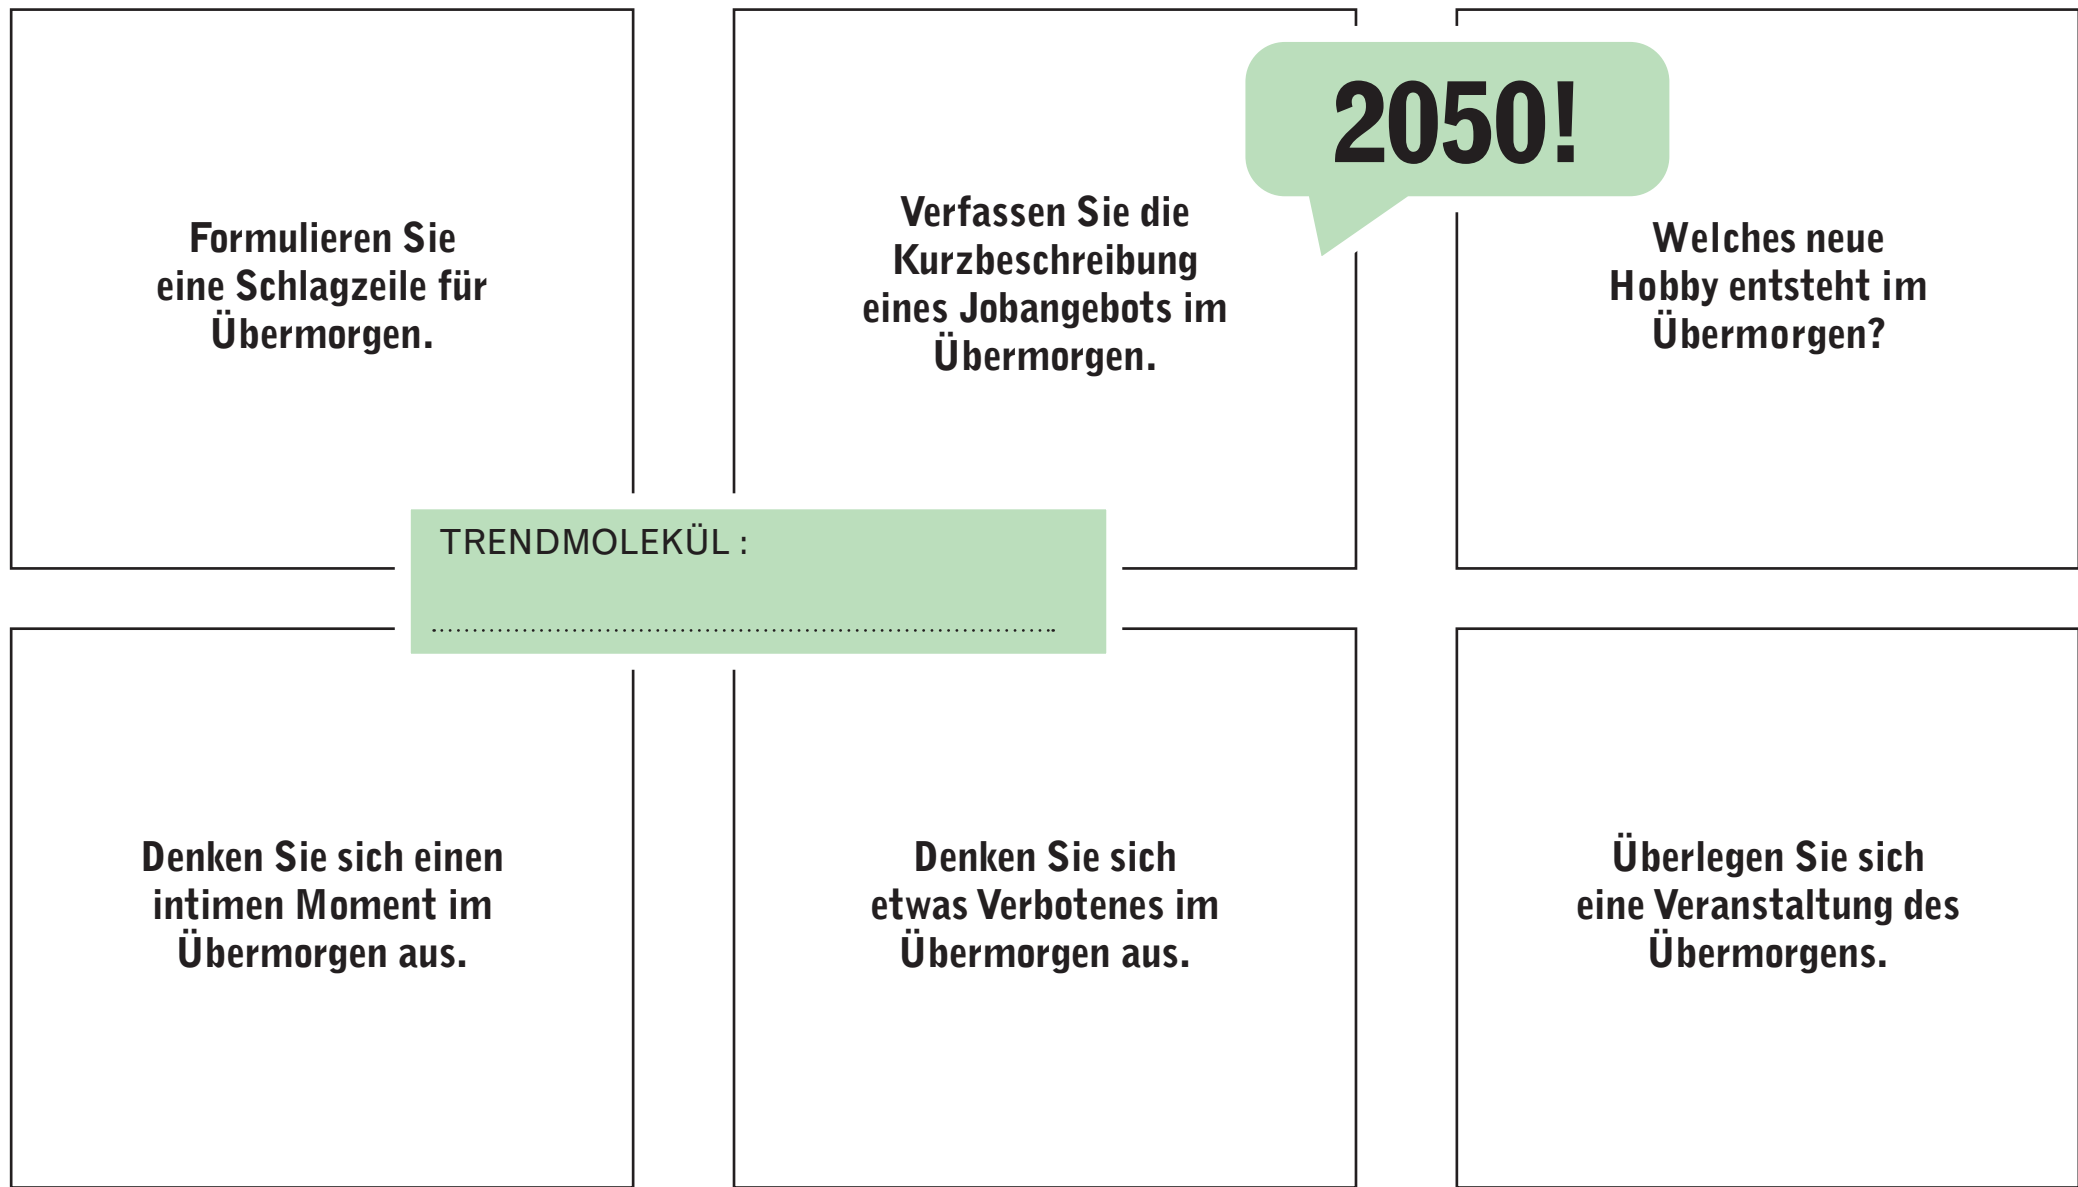 2050!
Formulieren Sie
eine Schlagzeile für
Übermorgen.
Verfassen Sie die
Kurzbeschreibung
eines Jobangebots im
Übermorgen.
Welches neue
Hobby entsteht im
Übermorgen?
TRENDMOLEKÜL :
Denken Sie sich einen
intimen Moment im
Übermorgen aus.
Denken Sie sich
etwas Verbotenes im
Übermorgen aus.
Überlegen Sie sich
eine Veranstaltung des
Übermorgens.